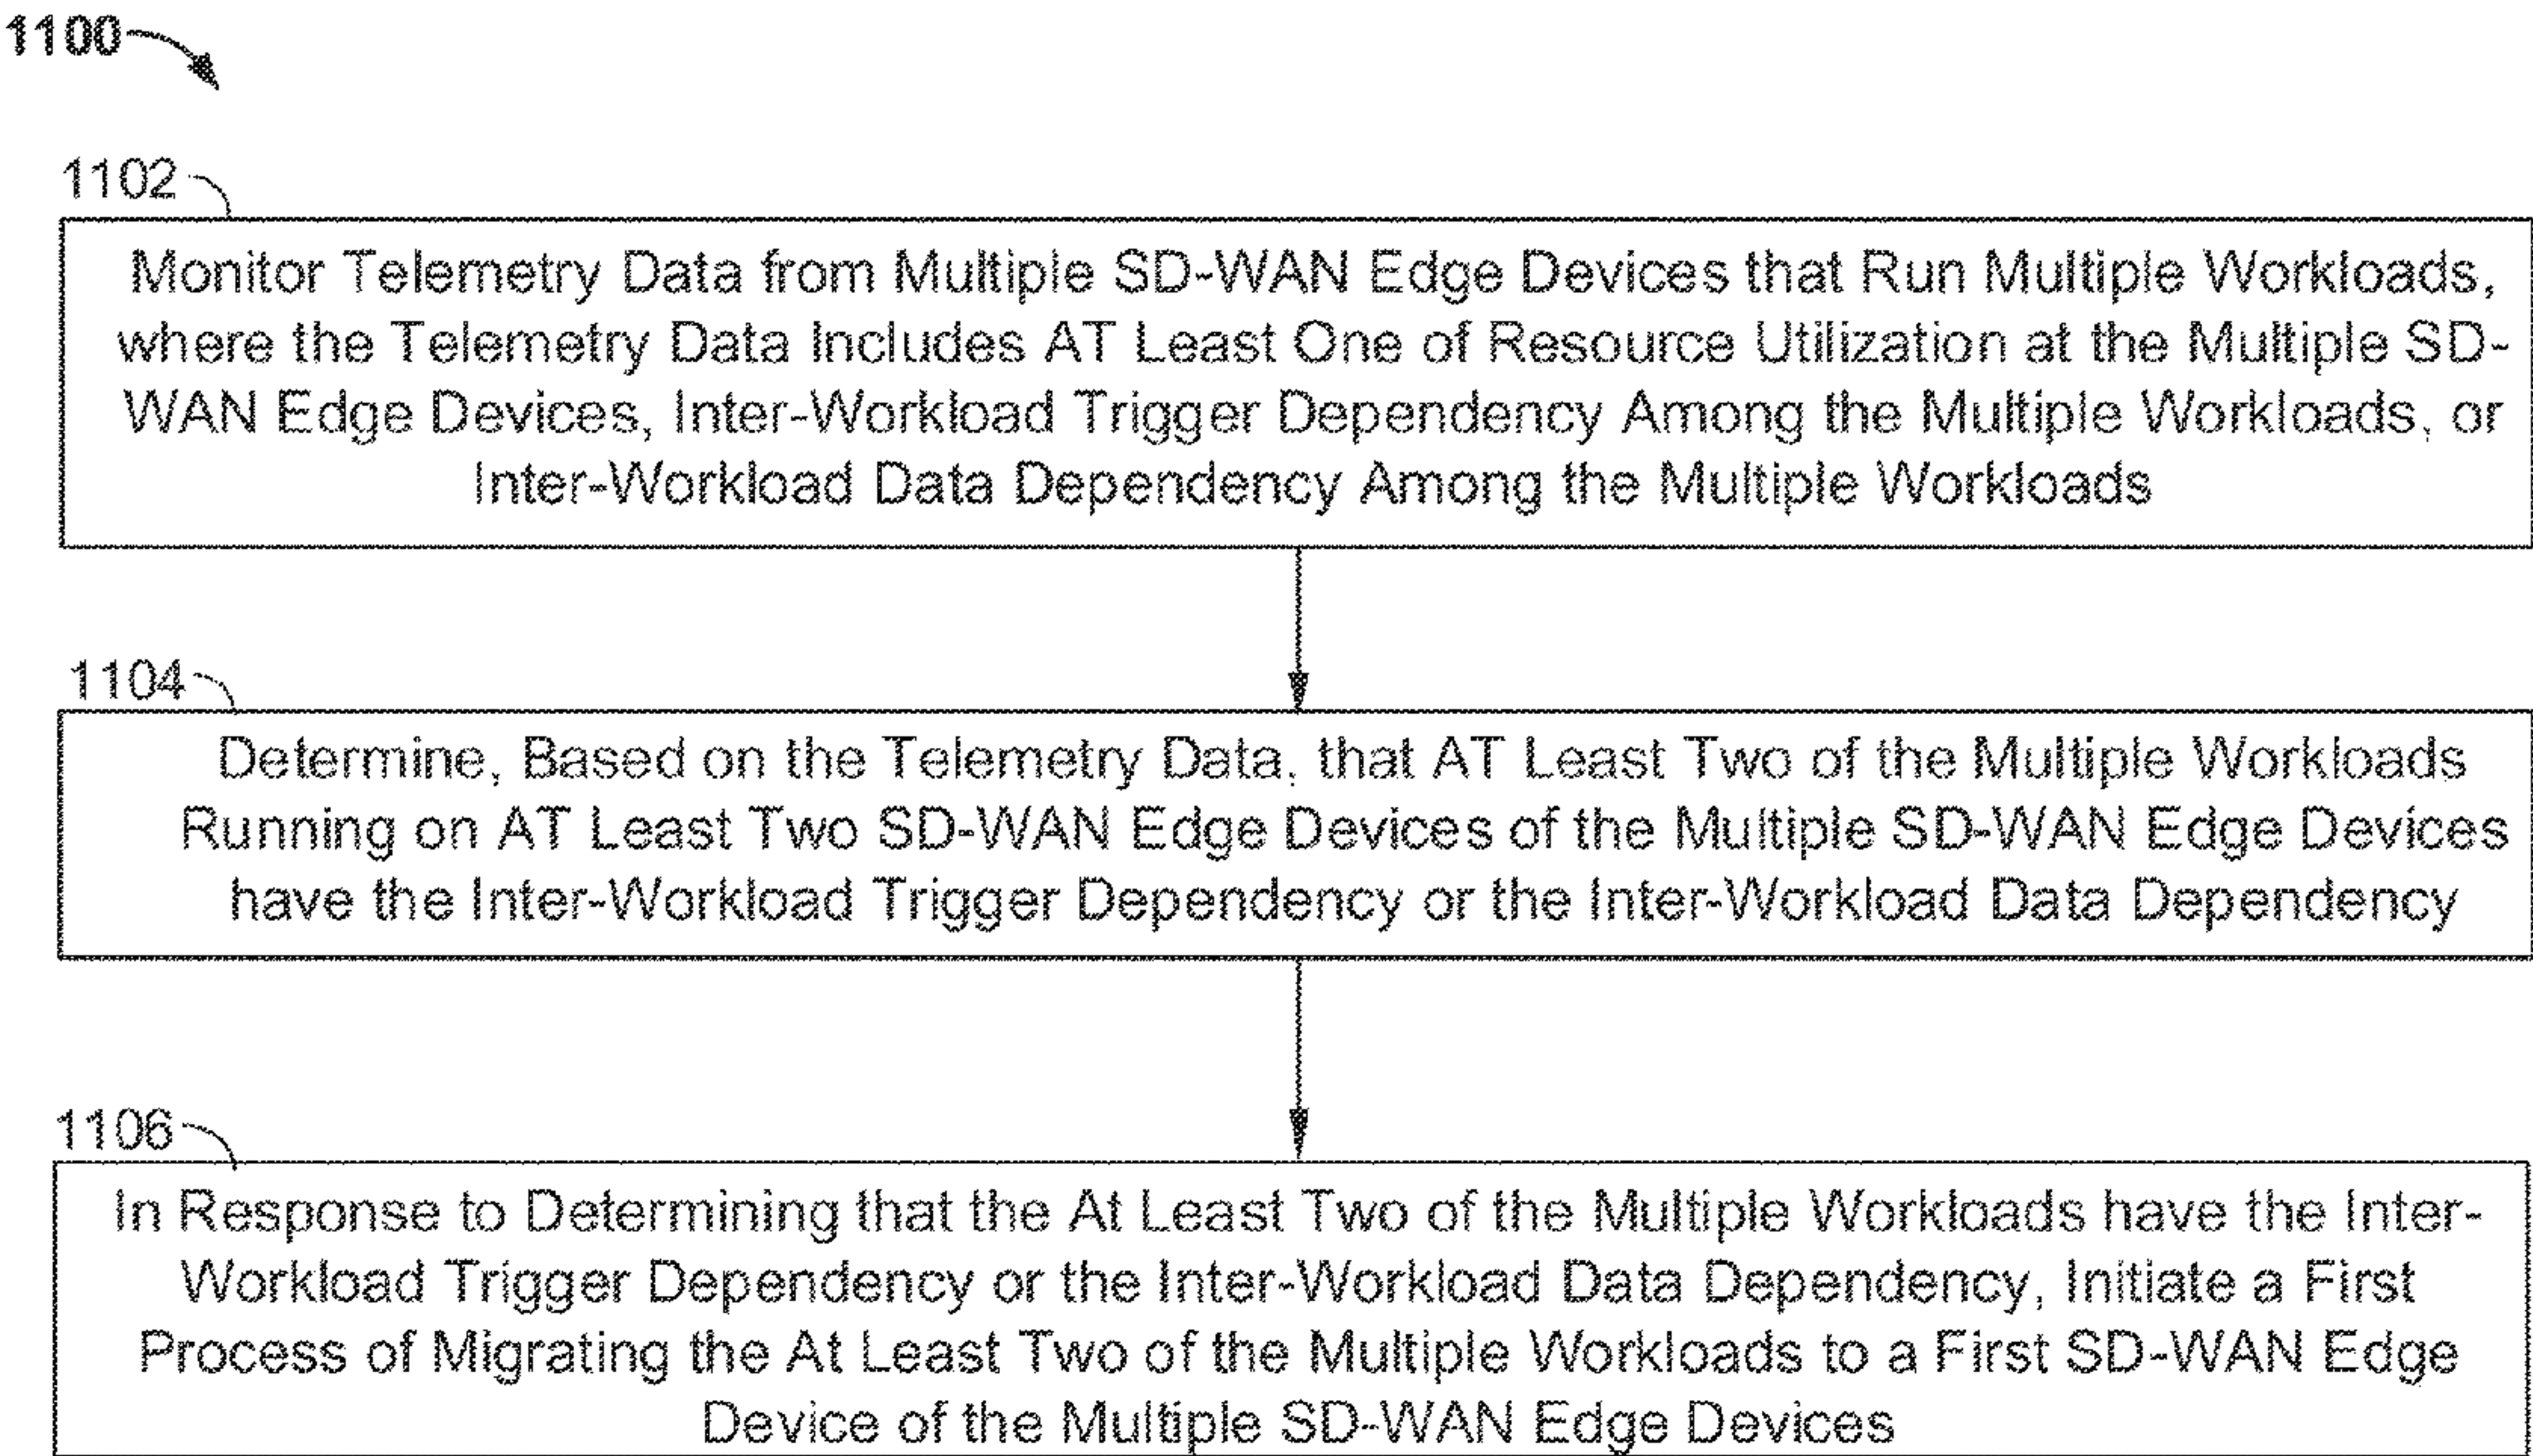 1100
1102
Monitor Telemetry Data from Multiple SD-WAN Edge Devices that Run Multiple Workloads,
where the Telemetry Data Includes AT Least One of Resource Utilization at the Multiple SD-
WAN Edge Devices, Inter-Workload Trigger Dependency Among the Multiple Workloads, or
Inter-Workload Data Dependency Among the Multiple Workloads
1104
Determine, Based on the Telemetry Data, that AT Least Two of the Multiple Workloads
Running on AT Least Two SD-WAN Edge Devices of the Multiple SD-WAN Edge Devices
have the Inter-Workload Trigger Dependency or the Inter-Workload Data Dependency
1106
In Response to Determining that the At Least Two of the Multiple Workloads have the Inter-
Workload Trigger Dependency or the Inter-Workload Data Dependency, Initiate a First
Process of Migrating the At Least Two of the Multiple Workloads to a First SD-WAN Edge
Device of the Multiple SD-WAN Edge Devices